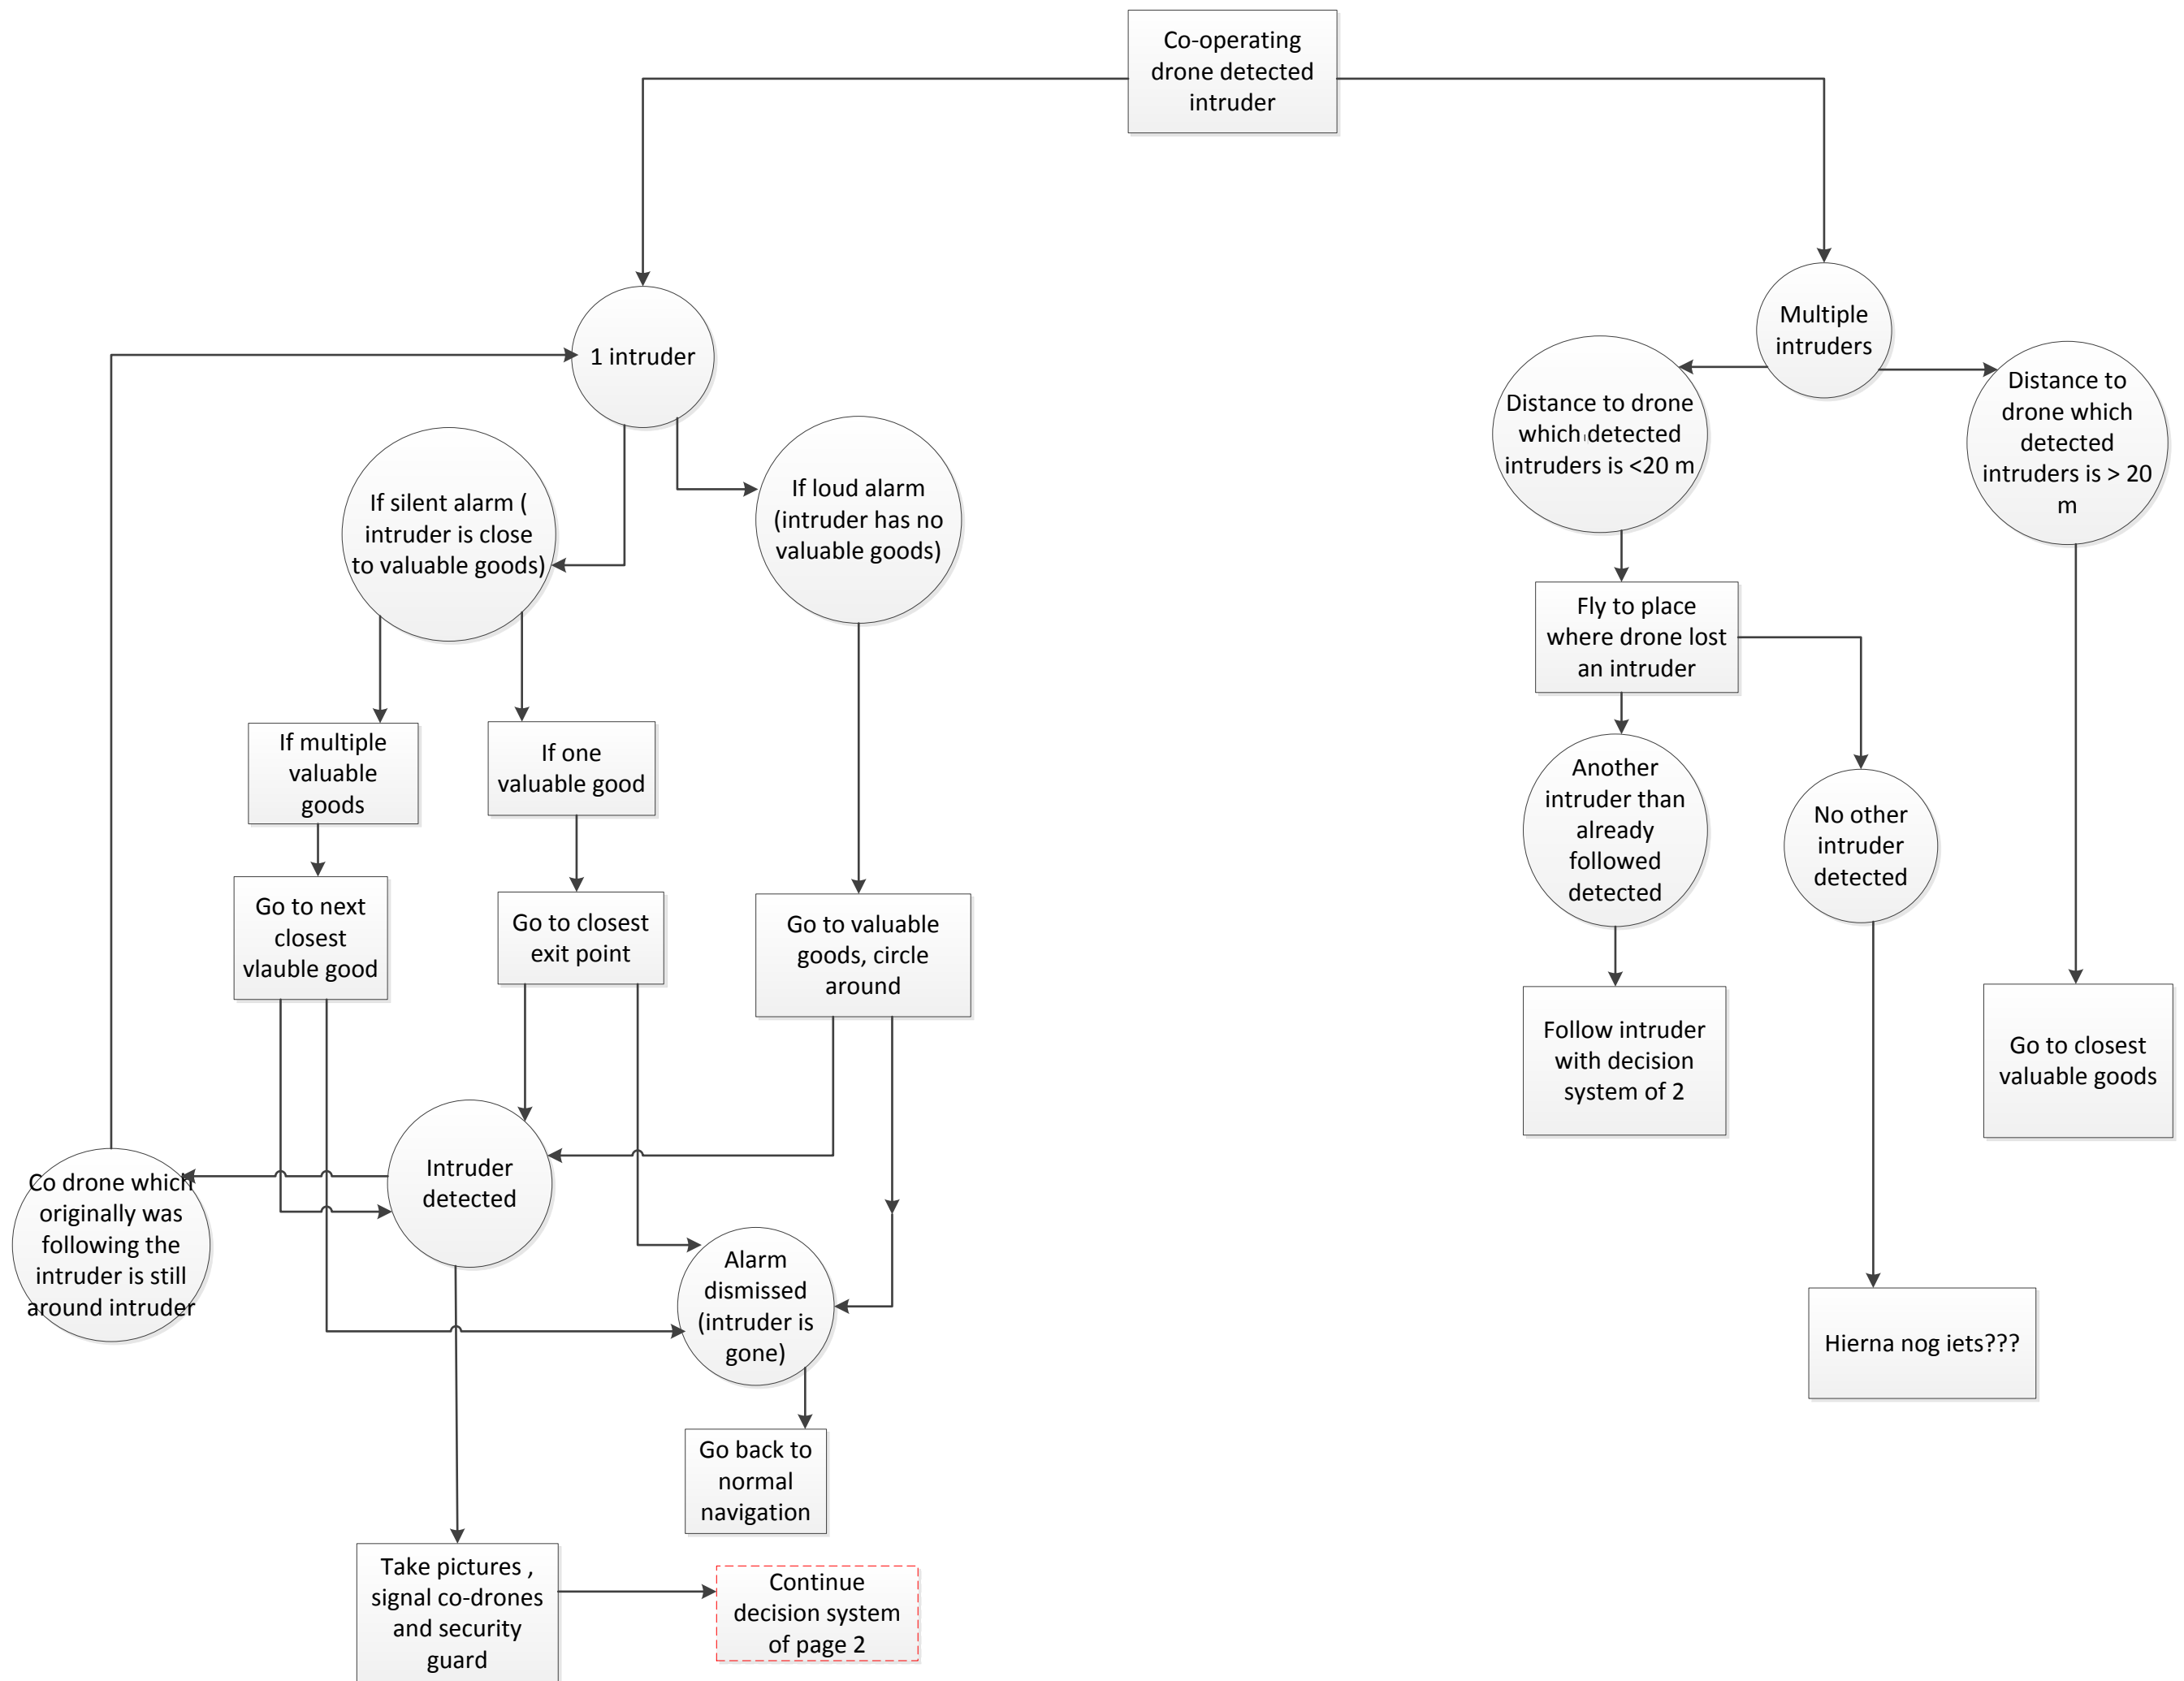 Co-operating
drone detected
intruder
1 intruder
Multiple
intruders
Distance to drone
which detected
intruders is <20 m
Distance to
drone which
detected
intruders is > 20
m
If silent alarm (
intruder is close
to valuable goods)
If loud alarm
(intruder has no
valuable goods)
Fly to place
where drone lost
an intruder
If multiple
valuable
goods
If one
valuable good
Another
intruder than
already
followed
detected
No other
intruder
detected
Go to next
closest
vlauble good
Go to closest
exit point
Go to valuable
goods, circle
around
Follow intruder
with decision
system of 2
Go to closest
valuable goods
Co drone which
originally was
following the
intruder is still
around intruder
Intruder
detected
Alarm
dismissed
(intruder is
gone)
Hierna nog iets???
Go back to
normal
navigation
Take pictures ,
signal co-drones
and security
guard
Continue
decision system
of page 2